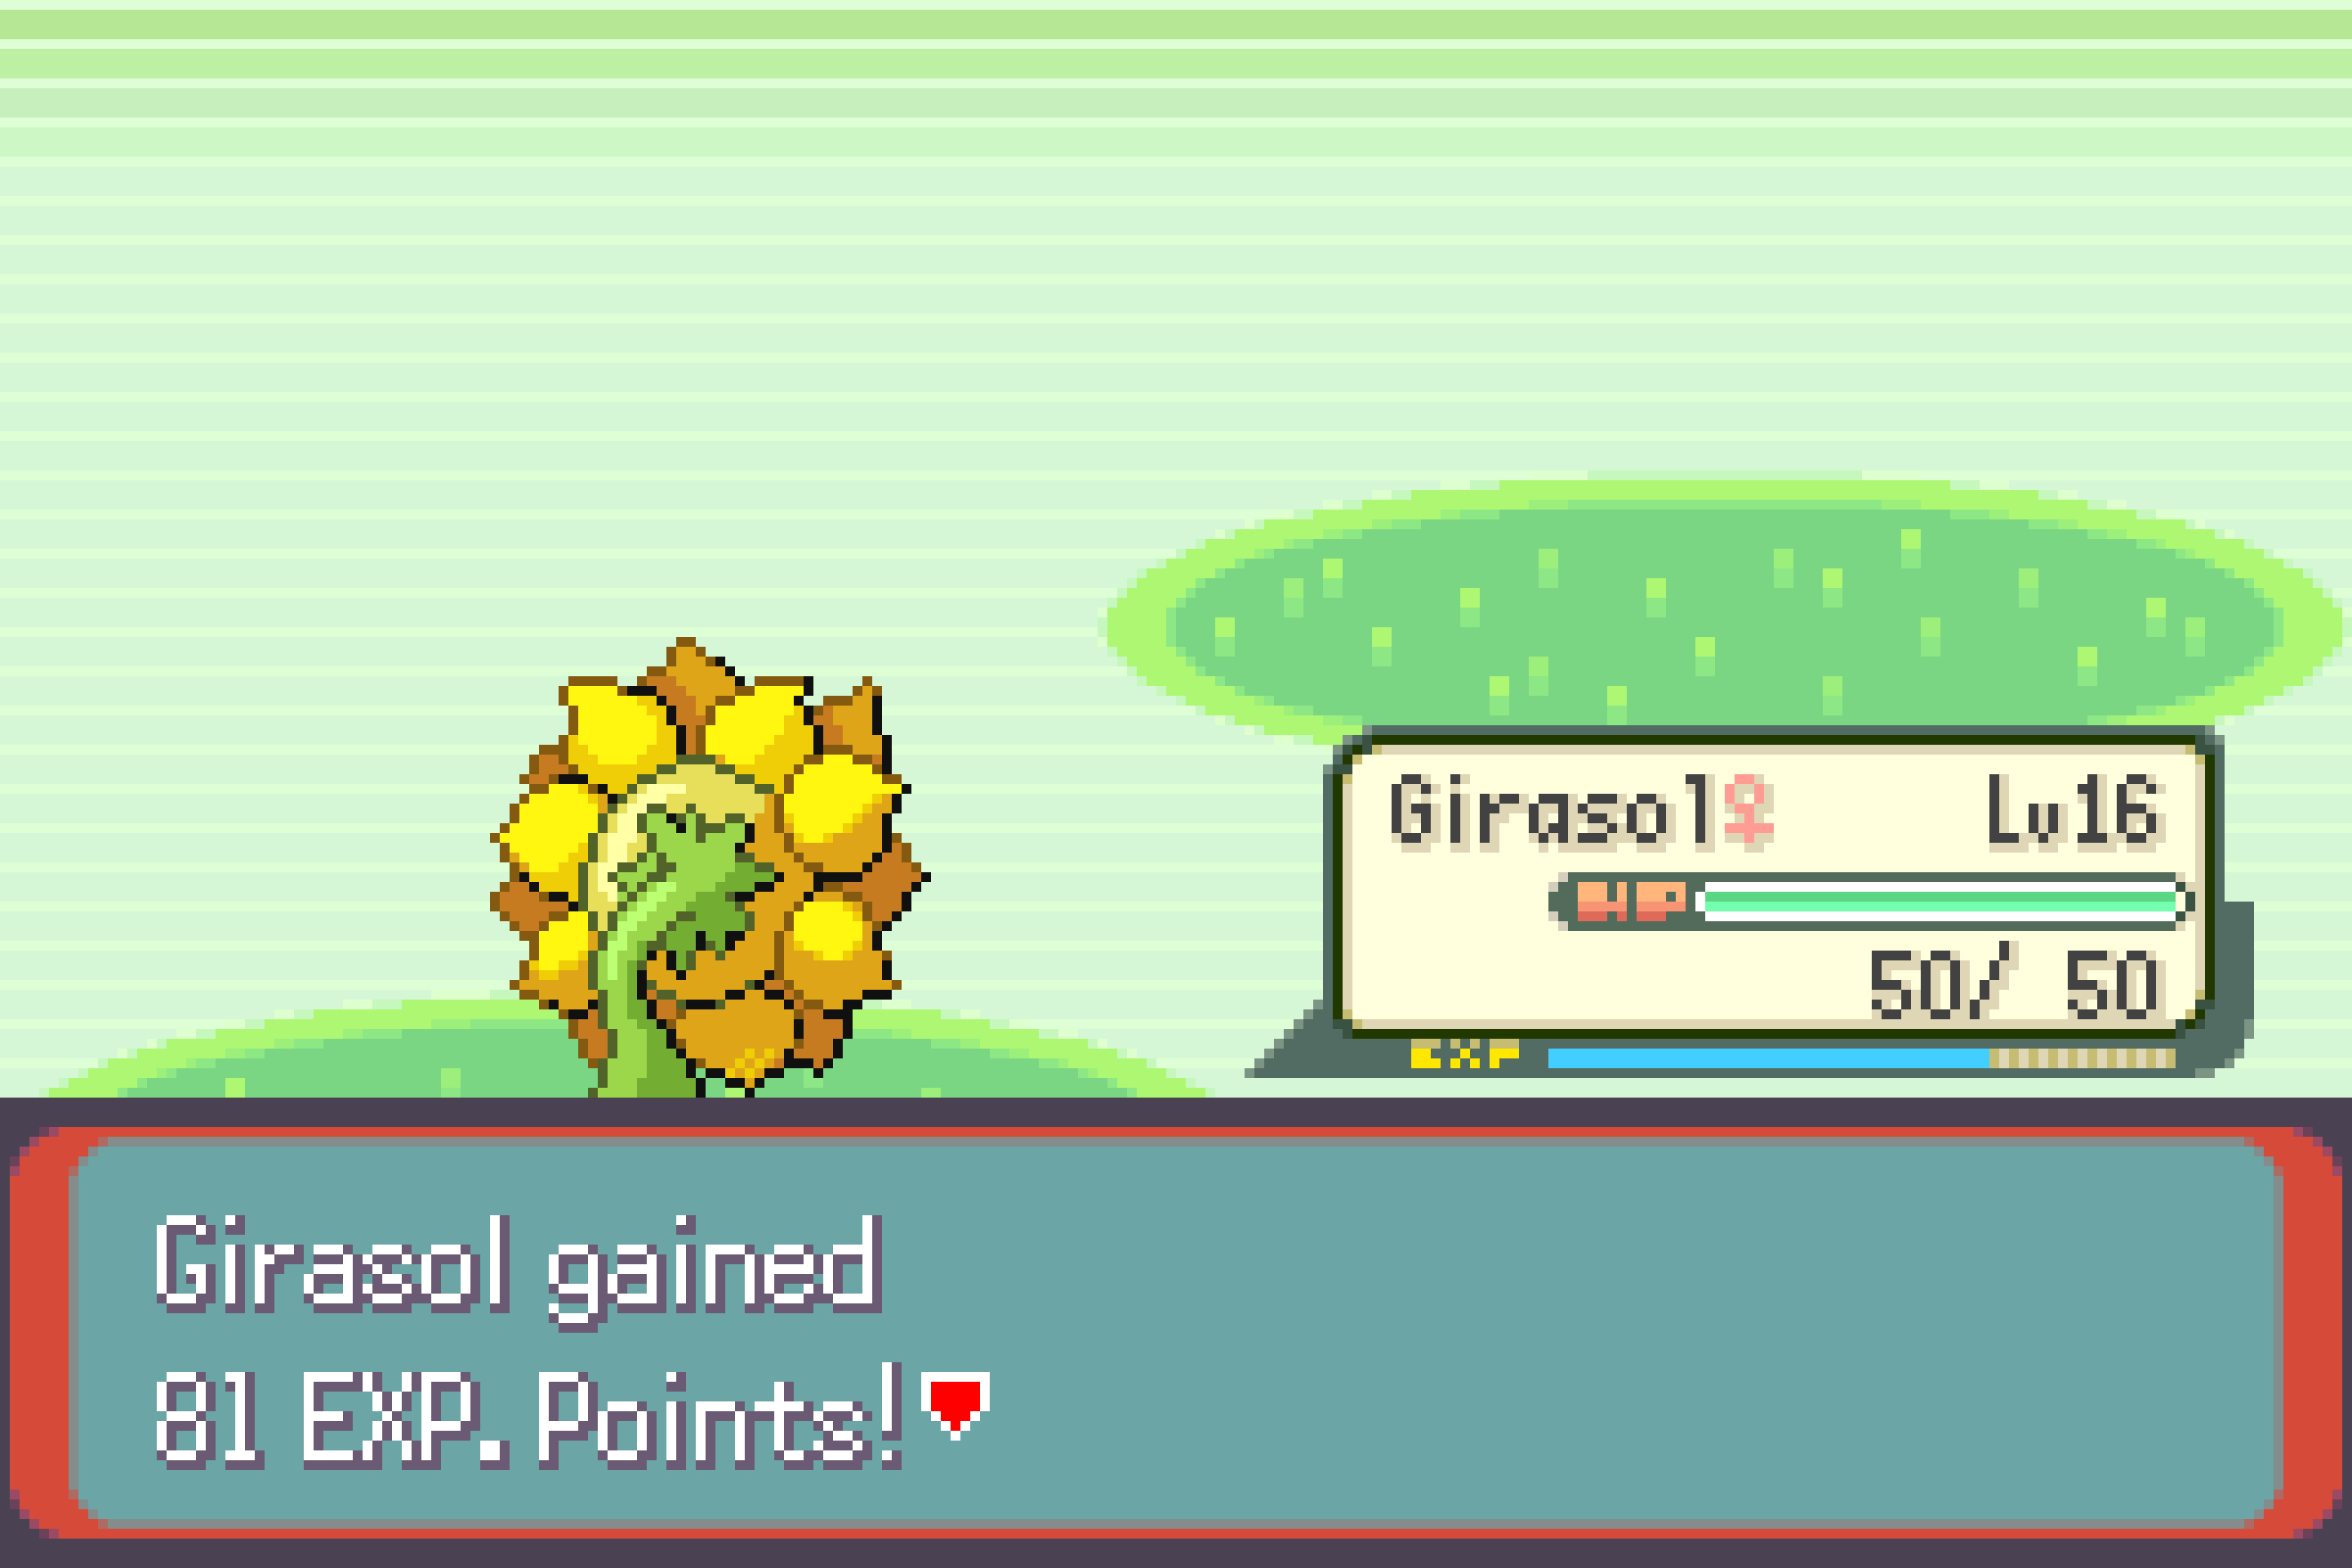 Girasol♀ Lv16
HP
50/ 50
EXP
Girasol gained
81 EXP. Points!